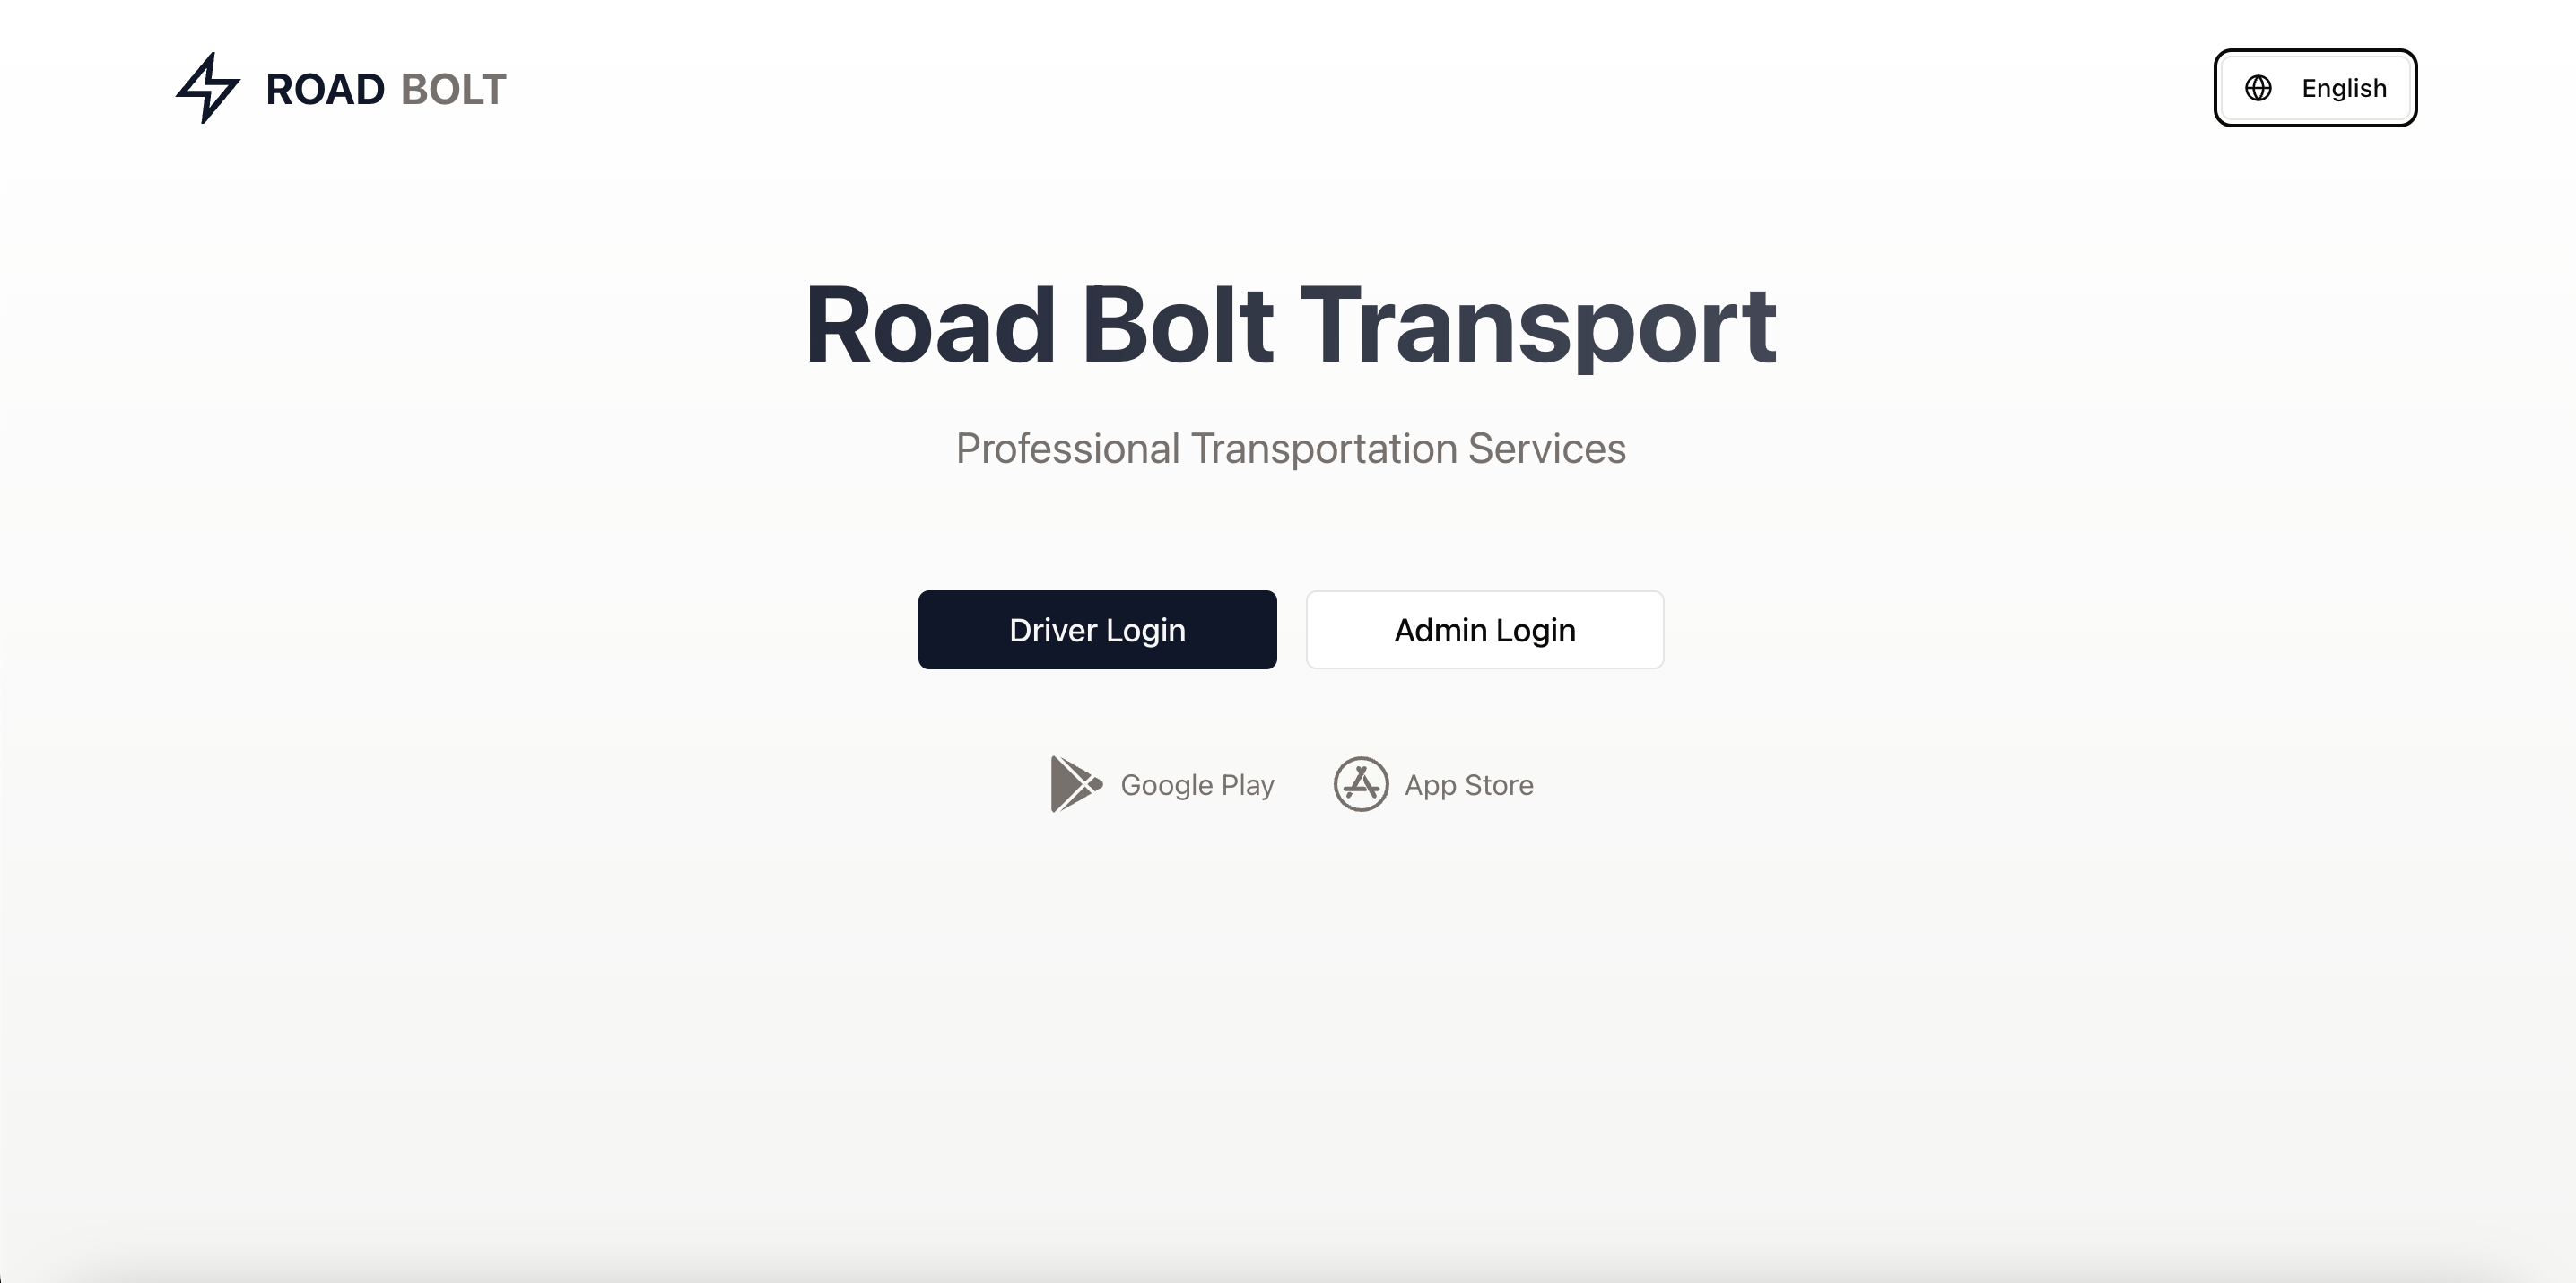 ROAD BOLT
English
Road Bolt Transport
Professional Transportation Services
Driver Login
Admin Login
Google Play
App Store